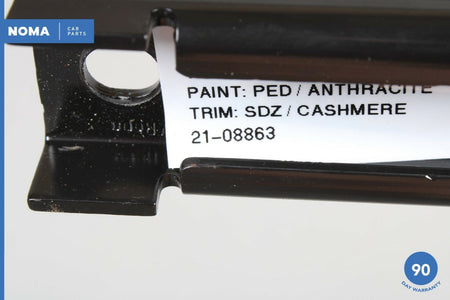 NOMA CAR PARTS
PAINT: PED / ANTHRACITE
TRIM: SDZ / CASHMERE
21-08863
90
DAY WARRANTY